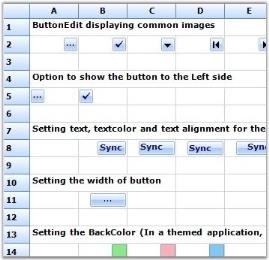 A B C D E
1 ButtonEdit displaying common images
2 ...
3
4 Option to show the button to the Left side
5 ...
6
7 Setting text, textcolor and text alignment for the
8 Sync Sync Sync Syn
9
10 Setting the width of button
11 ...
12
13 Setting the BackColor (In a themed application,
14